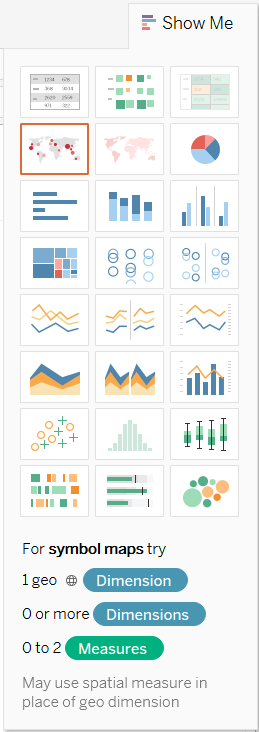 Show Me
For symbol maps try
1 geo Dimension
0 or more Dimensions
0 to 2 Measures
May use spatial measure in
place of geo dimension